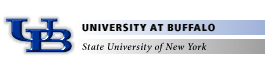 UB
UNIVERSITY AT BUFFALO
State University of New York